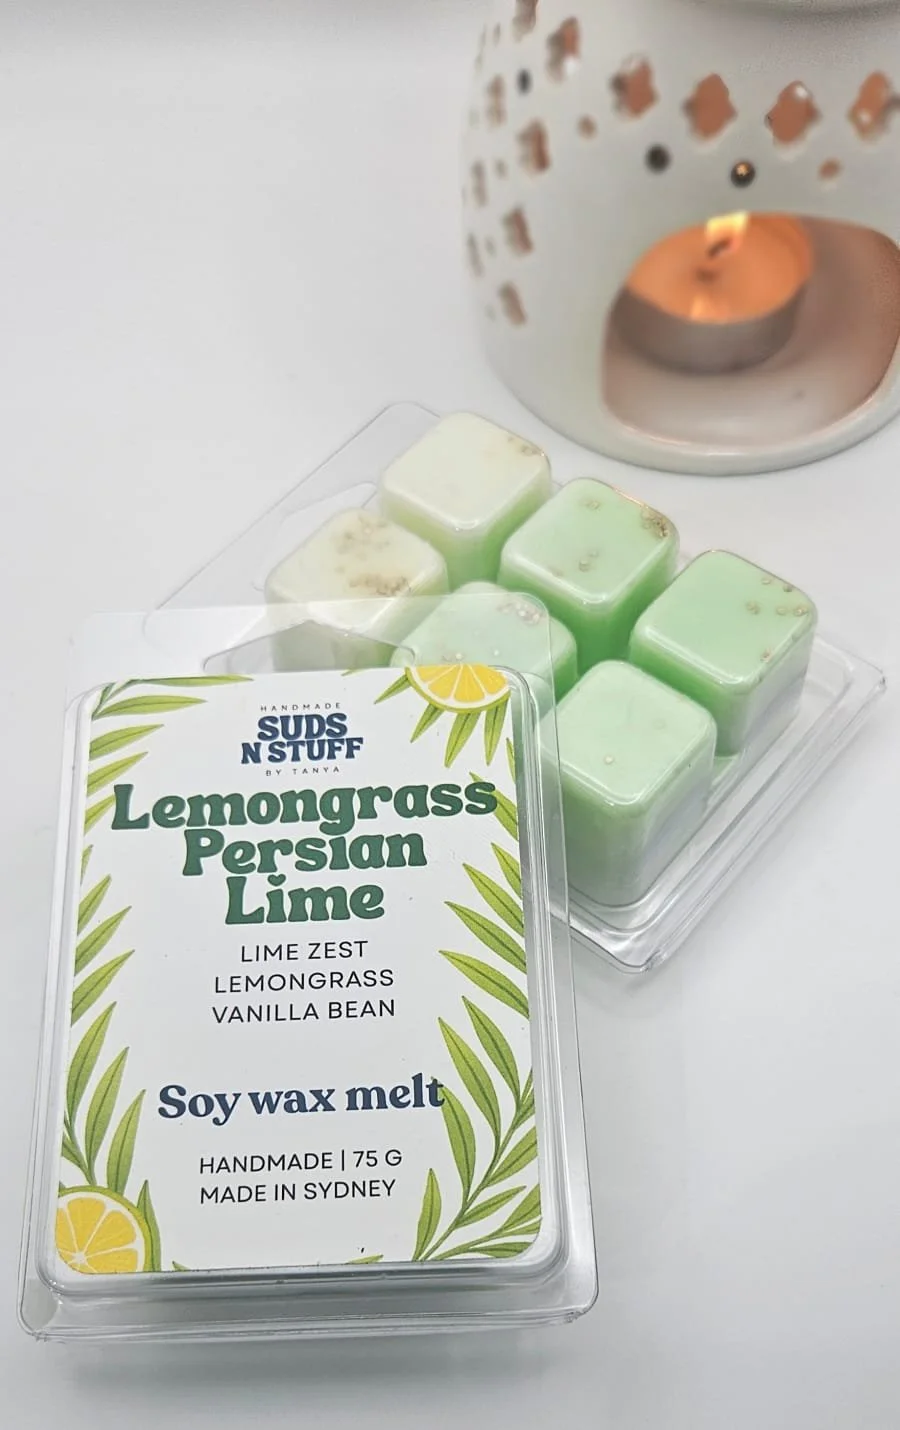 HANDMADE
SUDS
N STUFF
BY TANYA
Lemongrass
Persian
Lime
LIME ZEST
LEMONGRASS
VANILLA BEAN
Soy wax melt
HANDMADE | 75 G
MADE IN SYDNEY